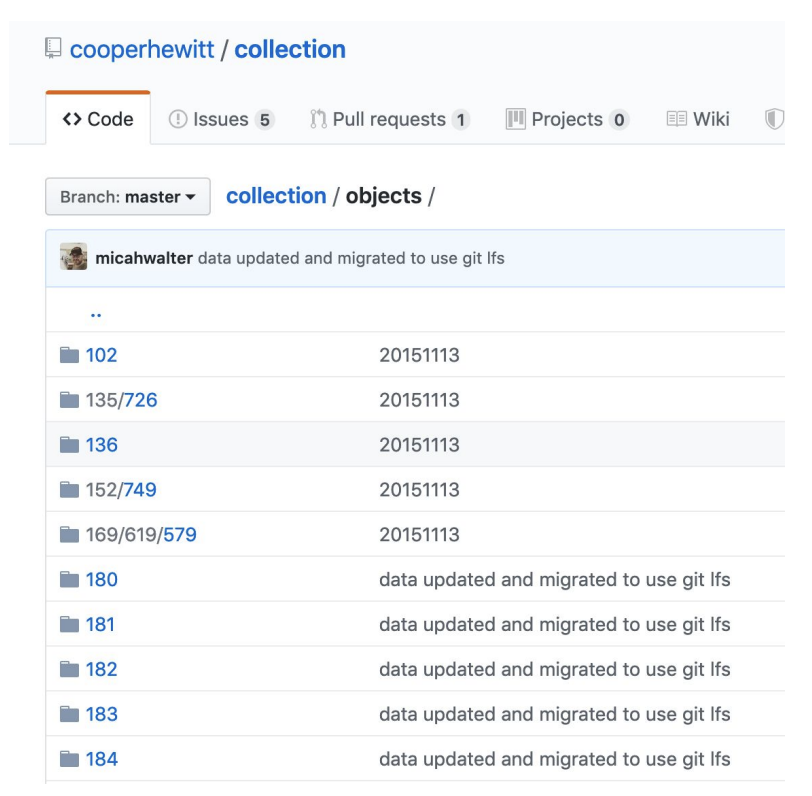 cooperhewitt / collection
<> Code Issues 5 Pull requests 1 Projects 0 Wiki
Branch: master collection / objects /
micahwalter data updated and migrated to use git lfs
..
102 20151113
135/726 20151113
136 20151113
152/749 20151113
169/619/579 20151113
180 data updated and migrated to use git lfs
181 data updated and migrated to use git lfs
182 data updated and migrated to use git lfs
183 data updated and migrated to use git lfs
184 data updated and migrated to use git lfs